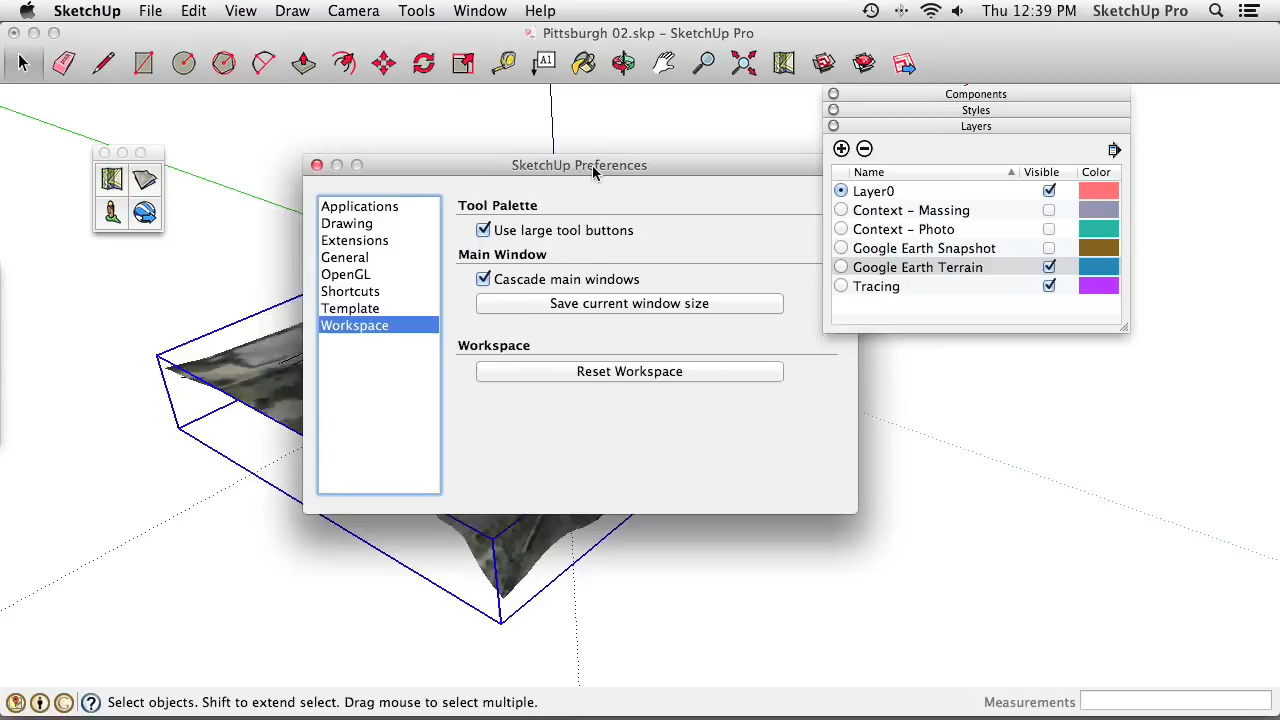 SketchUp File Edit View Draw Camera Tools Window Help Thu 12:39 PM SketchUp Pro
Pittsburgh 02.skp - SketchUp Pro
A1
Components
Styles
Layers
Name Visible Color
Layer0
Context - Massing
Context - Photo
Google Earth Snapshot
Google Earth Terrain
Tracing
SketchUp Preferences
Applications
Drawing
Extensions
General
OpenGL
Shortcuts
Template
Workspace
Tool Palette
Use large tool buttons
Main Window
Cascade main windows
Save current window size
Workspace
Reset Workspace
Select objects. Shift to extend select. Drag mouse to select multiple.
Measurements